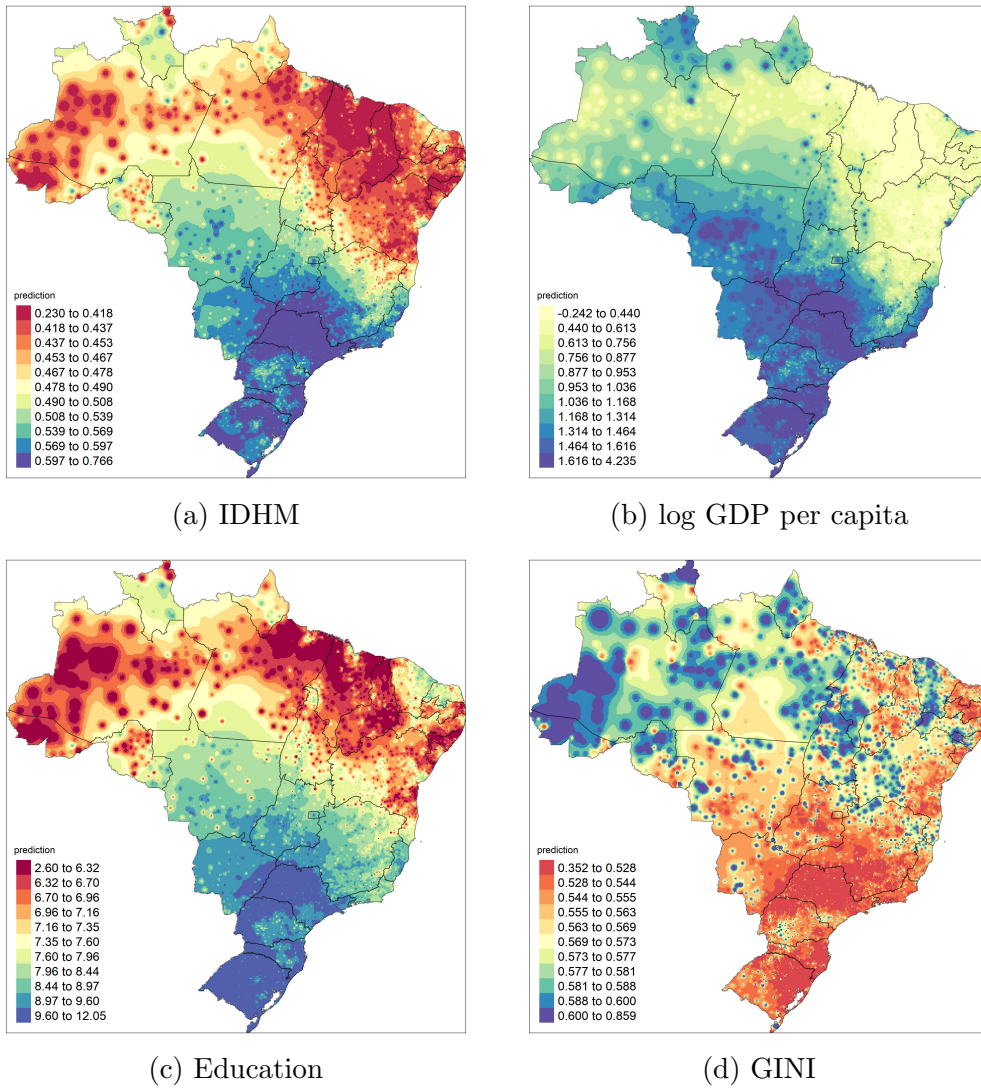 prediction
0.230 to 0.418
0.418 to 0.437
0.437 to 0.453
0.453 to 0.467
0.467 to 0.478
0.478 to 0.490
0.490 to 0.508
0.508 to 0.539
0.539 to 0.569
0.569 to 0.597
0.597 to 0.766
(a) IDHM
prediction
-0.242 to 0.440
0.440 to 0.613
0.613 to 0.756
0.756 to 0.877
0.877 to 0.953
0.953 to 1.036
1.036 to 1.168
1.168 to 1.314
1.314 to 1.464
1.464 to 1.616
1.616 to 4.235
(b) log GDP per capita
prediction
2.60 to 6.32
6.32 to 6.70
6.70 to 6.96
6.96 to 7.16
7.16 to 7.35
7.35 to 7.60
7.60 to 7.96
7.96 to 8.44
8.44 to 8.97
8.97 to 9.60
9.60 to 12.05
(c) Education
prediction
0.352 to 0.528
0.528 to 0.544
0.544 to 0.555
0.555 to 0.563
0.563 to 0.569
0.569 to 0.573
0.573 to 0.577
0.577 to 0.581
0.581 to 0.588
0.588 to 0.600
0.600 to 0.859
(d) GINI